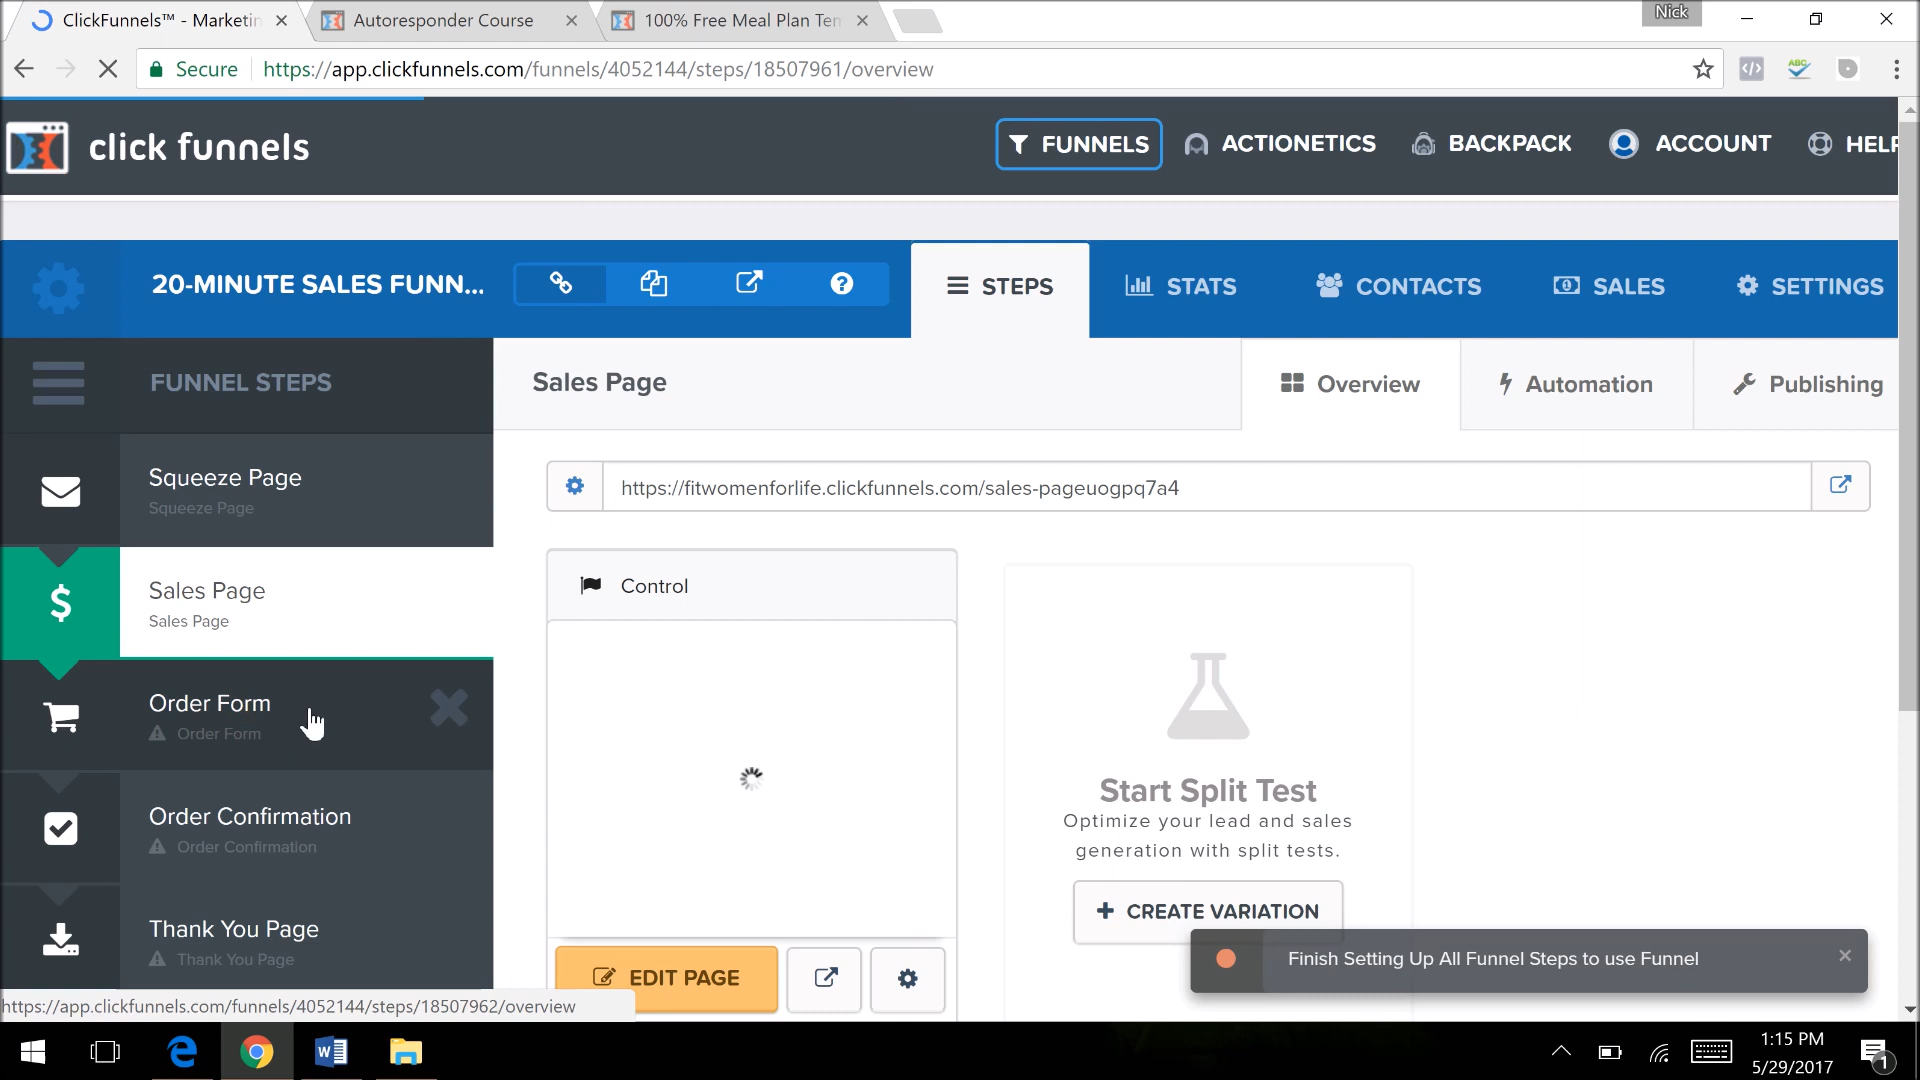 ClickFunnels™ - Marketin
Autoresponder Course
100% Free Meal Plan Tem
Nick
Secure
https://app.clickfunnels.com/funnels/4052144/steps/18507961/overview
ABC
click funnels
FUNNELS
ACTIONETICS
BACKPACK
ACCOUNT
HELP
20-MINUTE SALES FUNN...
STEPS
STATS
CONTACTS
SALES
SETTINGS
FUNNEL STEPS
Sales Page
Overview
Automation
Publishing
Squeeze Page
Squeeze Page
https://fitwomenforlife.clickfunnels.com/sales-pageuogpq7a4
Control
Sales Page
Sales Page
Order Form
Order Form
Start Split Test
Optimize your lead and sales
generation with split tests.
Order Confirmation
Order Confirmation
CREATE VARIATION
Thank You Page
Thank You Page
EDIT PAGE
Finish Setting Up All Funnel Steps to use Funnel
https://app.clickfunnels.com/funnels/4052144/steps/18507962/overview
1:15 PM
5/29/2017
1